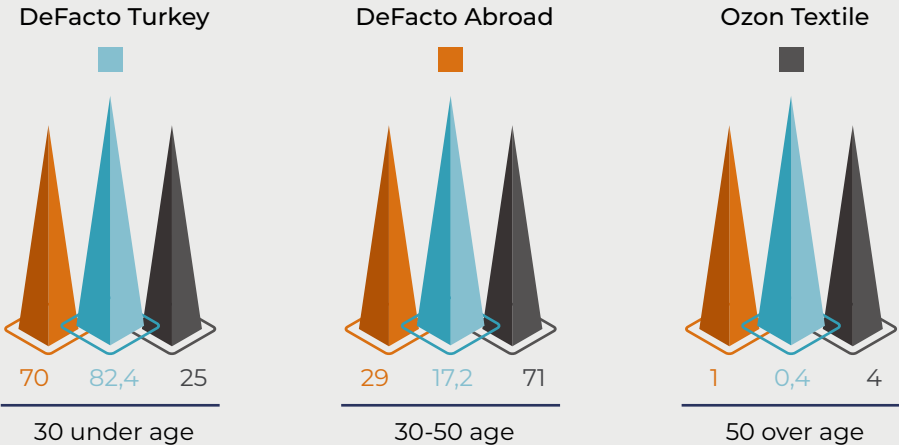 DeFacto Turkey
DeFacto Abroad
Ozon Textile
70 82,4 25
29 17,2 71
1 0,4 4
30 under age
30-50 age
50 over age